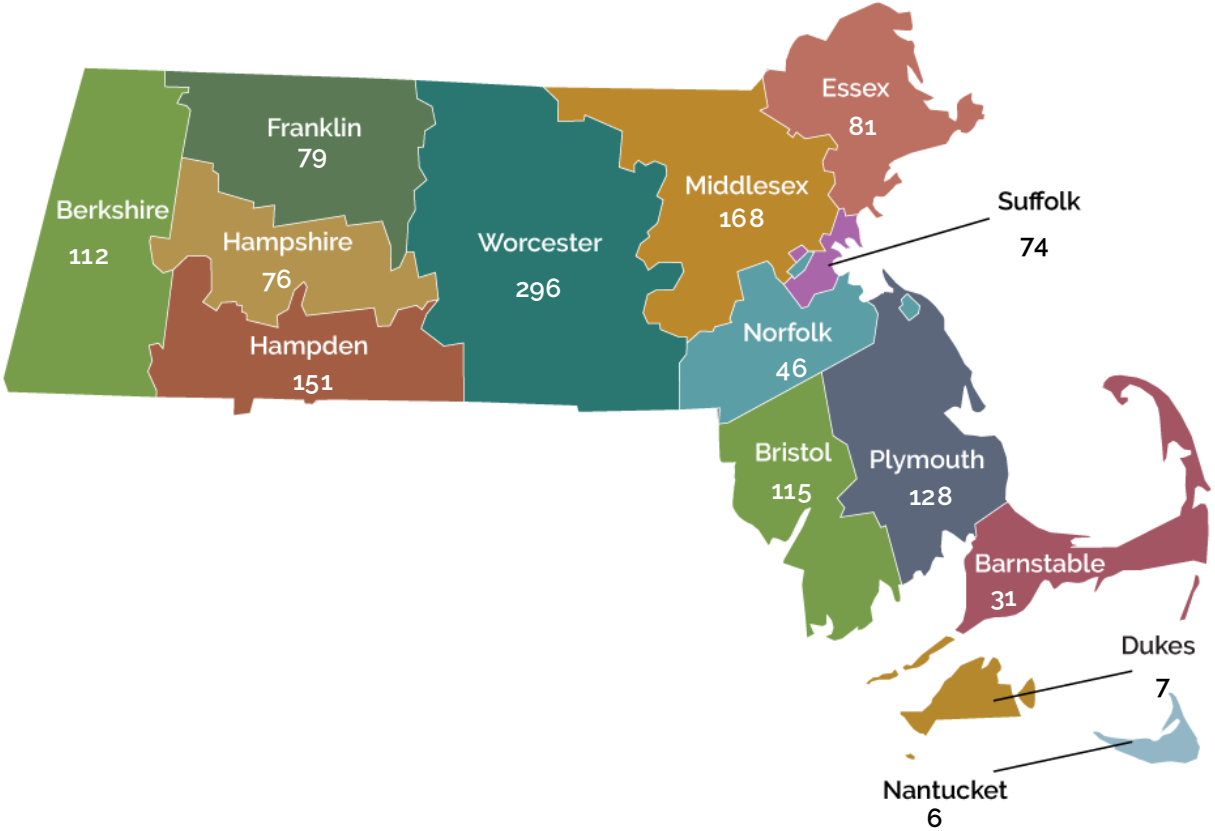 Essex
81
Franklin
79
Middlesex
168
Suffolk
74
Berkshire
112
Hampshire
76
Worcester
296
Norfolk
46
Hampden
151
Bristol
115
Plymouth
128
Barnstable
31
Dukes
7
Nantucket
6